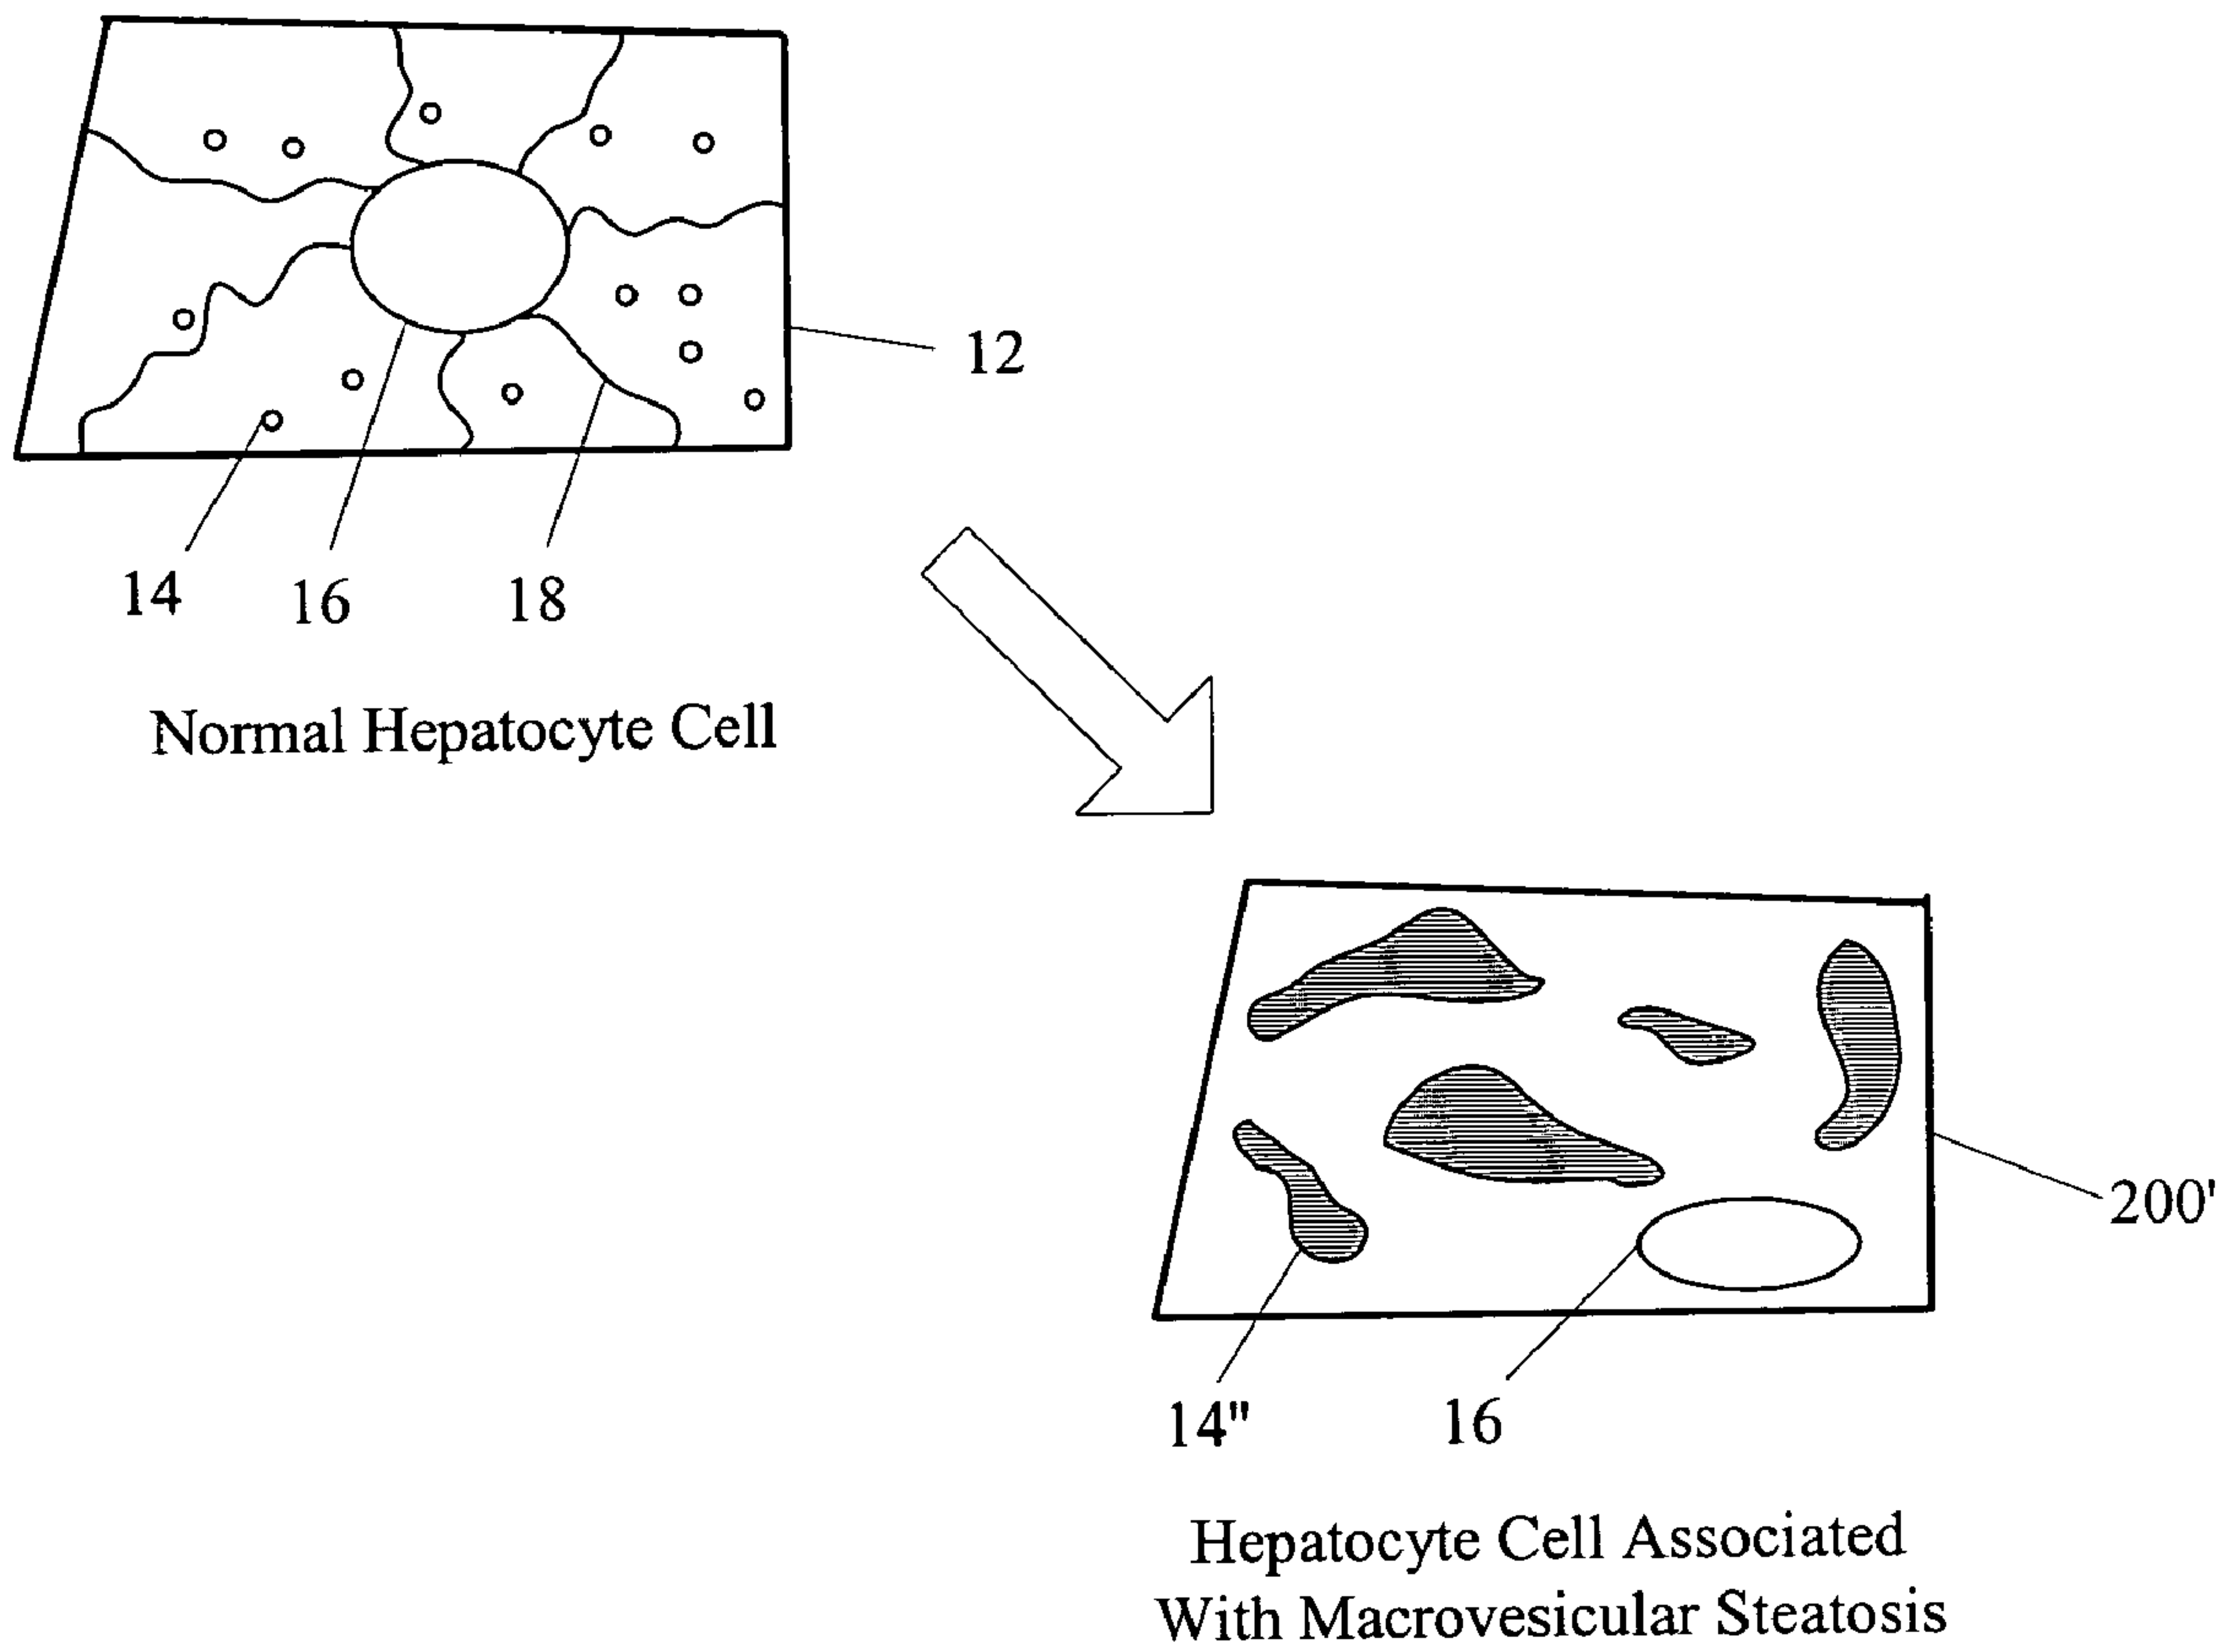 12
14
16
18
Normal Hepatocyte Cell
200'
14"
16
Hepatocyte Cell Associated
With Macrovesicular Steatosis